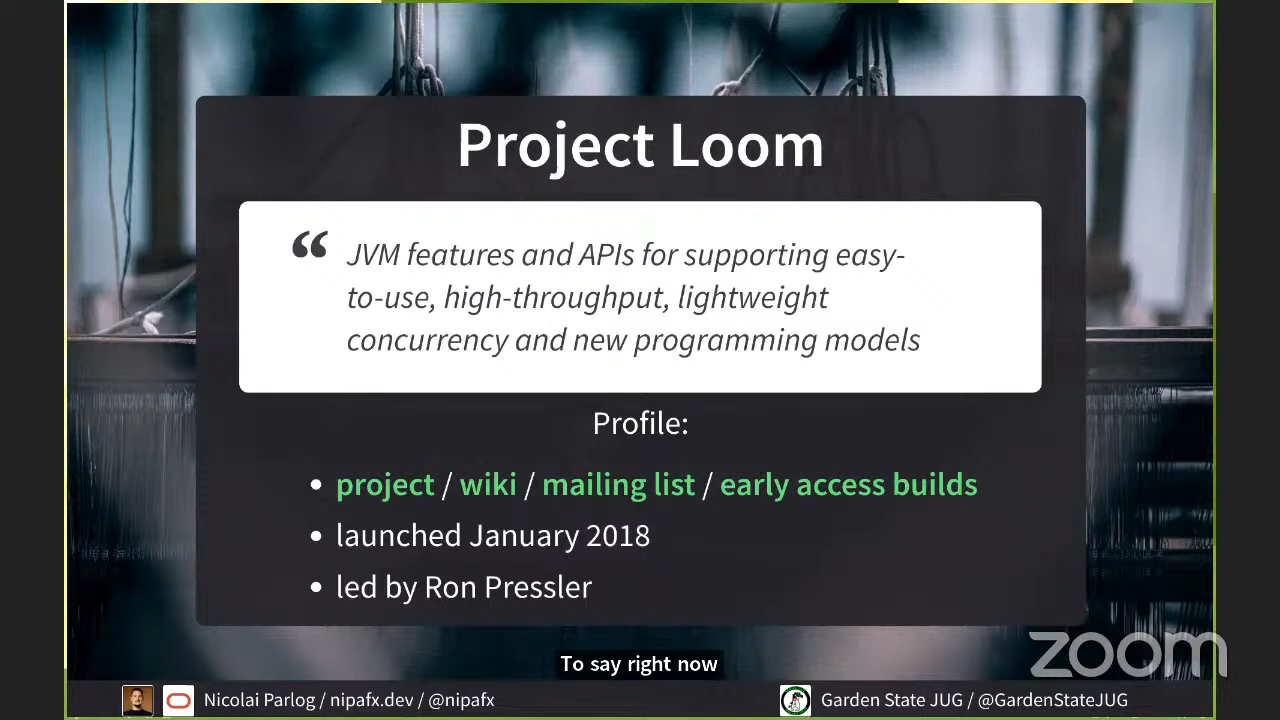 Project Loom
“ JVM features and APIs for supporting easy-
to-use, high-throughput, lightweight
concurrency and new programming models
Profile:
• project / wiki / mailing list / early access builds
• launched January 2018
• led by Ron Pressler
To say right now
zoom
Nicolai Parlog / nipafx.dev / @nipafx
Garden State JUG / @GardenStateJUG